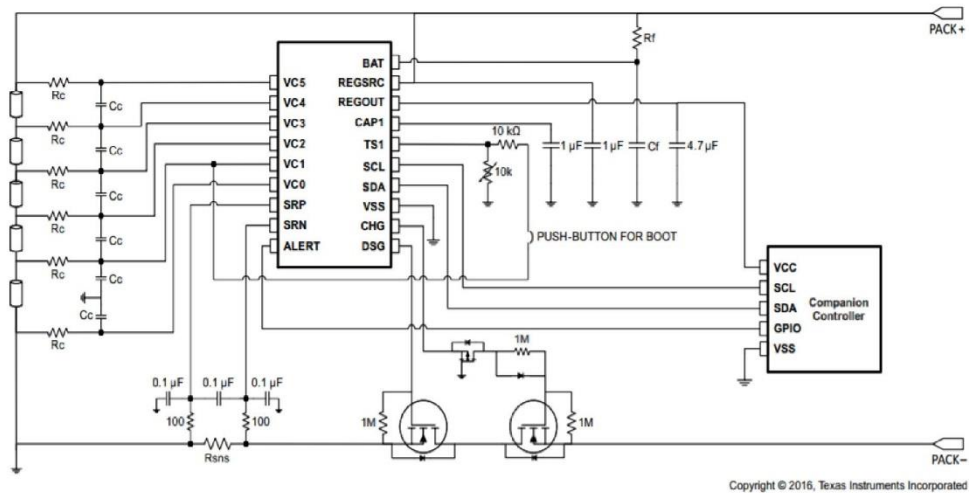 PACK+
Rf
BAT
VC5 REGSRC
Rc Cc
VC4 REGOUT
VC3 CAP1
10 kΩ
Rc Cc
VC2 TS1
1 µF 1 µF Cf 4.7 µF
VC1 SCL
10k
Rc Cc
VC0 SDA
SRP VSS
Rc Cc
SRN CHG
PUSH-BUTTON FOR BOOT
ALERT DSG
Rc Cc
VCC
SCL
Cc
SDA
Companion
Controller
GPIO
Rc
VSS
1M
0.1 µF 0.1 µF 0.1 µF
100 100
1M 1M
Rsns
PACK–
Copyright © 2016, Texas Instruments Incorporated